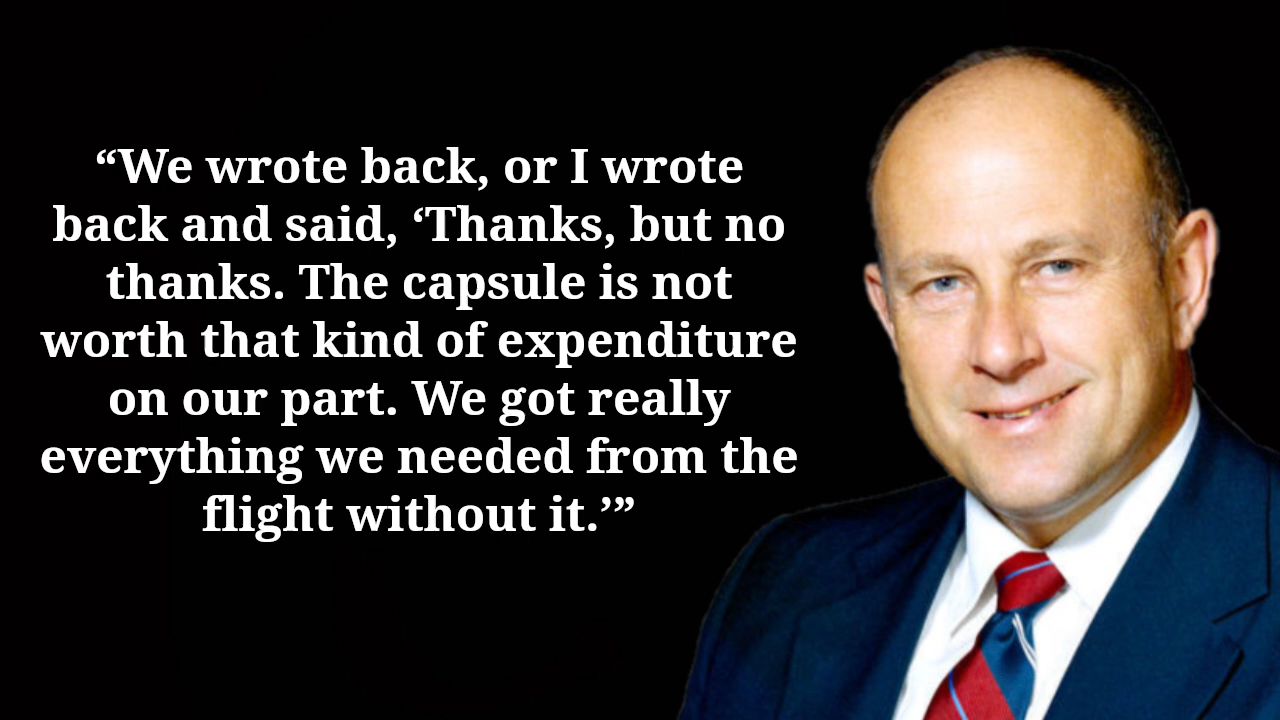 “We wrote back, or I wrote
back and said, ‘Thanks, but no
thanks. The capsule is not
worth that kind of expenditure
on our part. We got really
everything we needed from the
flight without it.’”